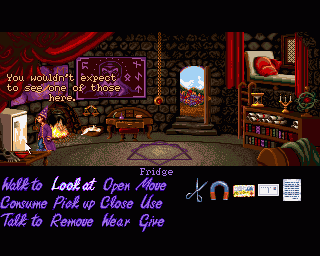 You wouldn't expect
to see one of those
here.
Fridge
Walk to Look at Open Move
Consume Pick up Close Use
Talk to Remove Wear Give